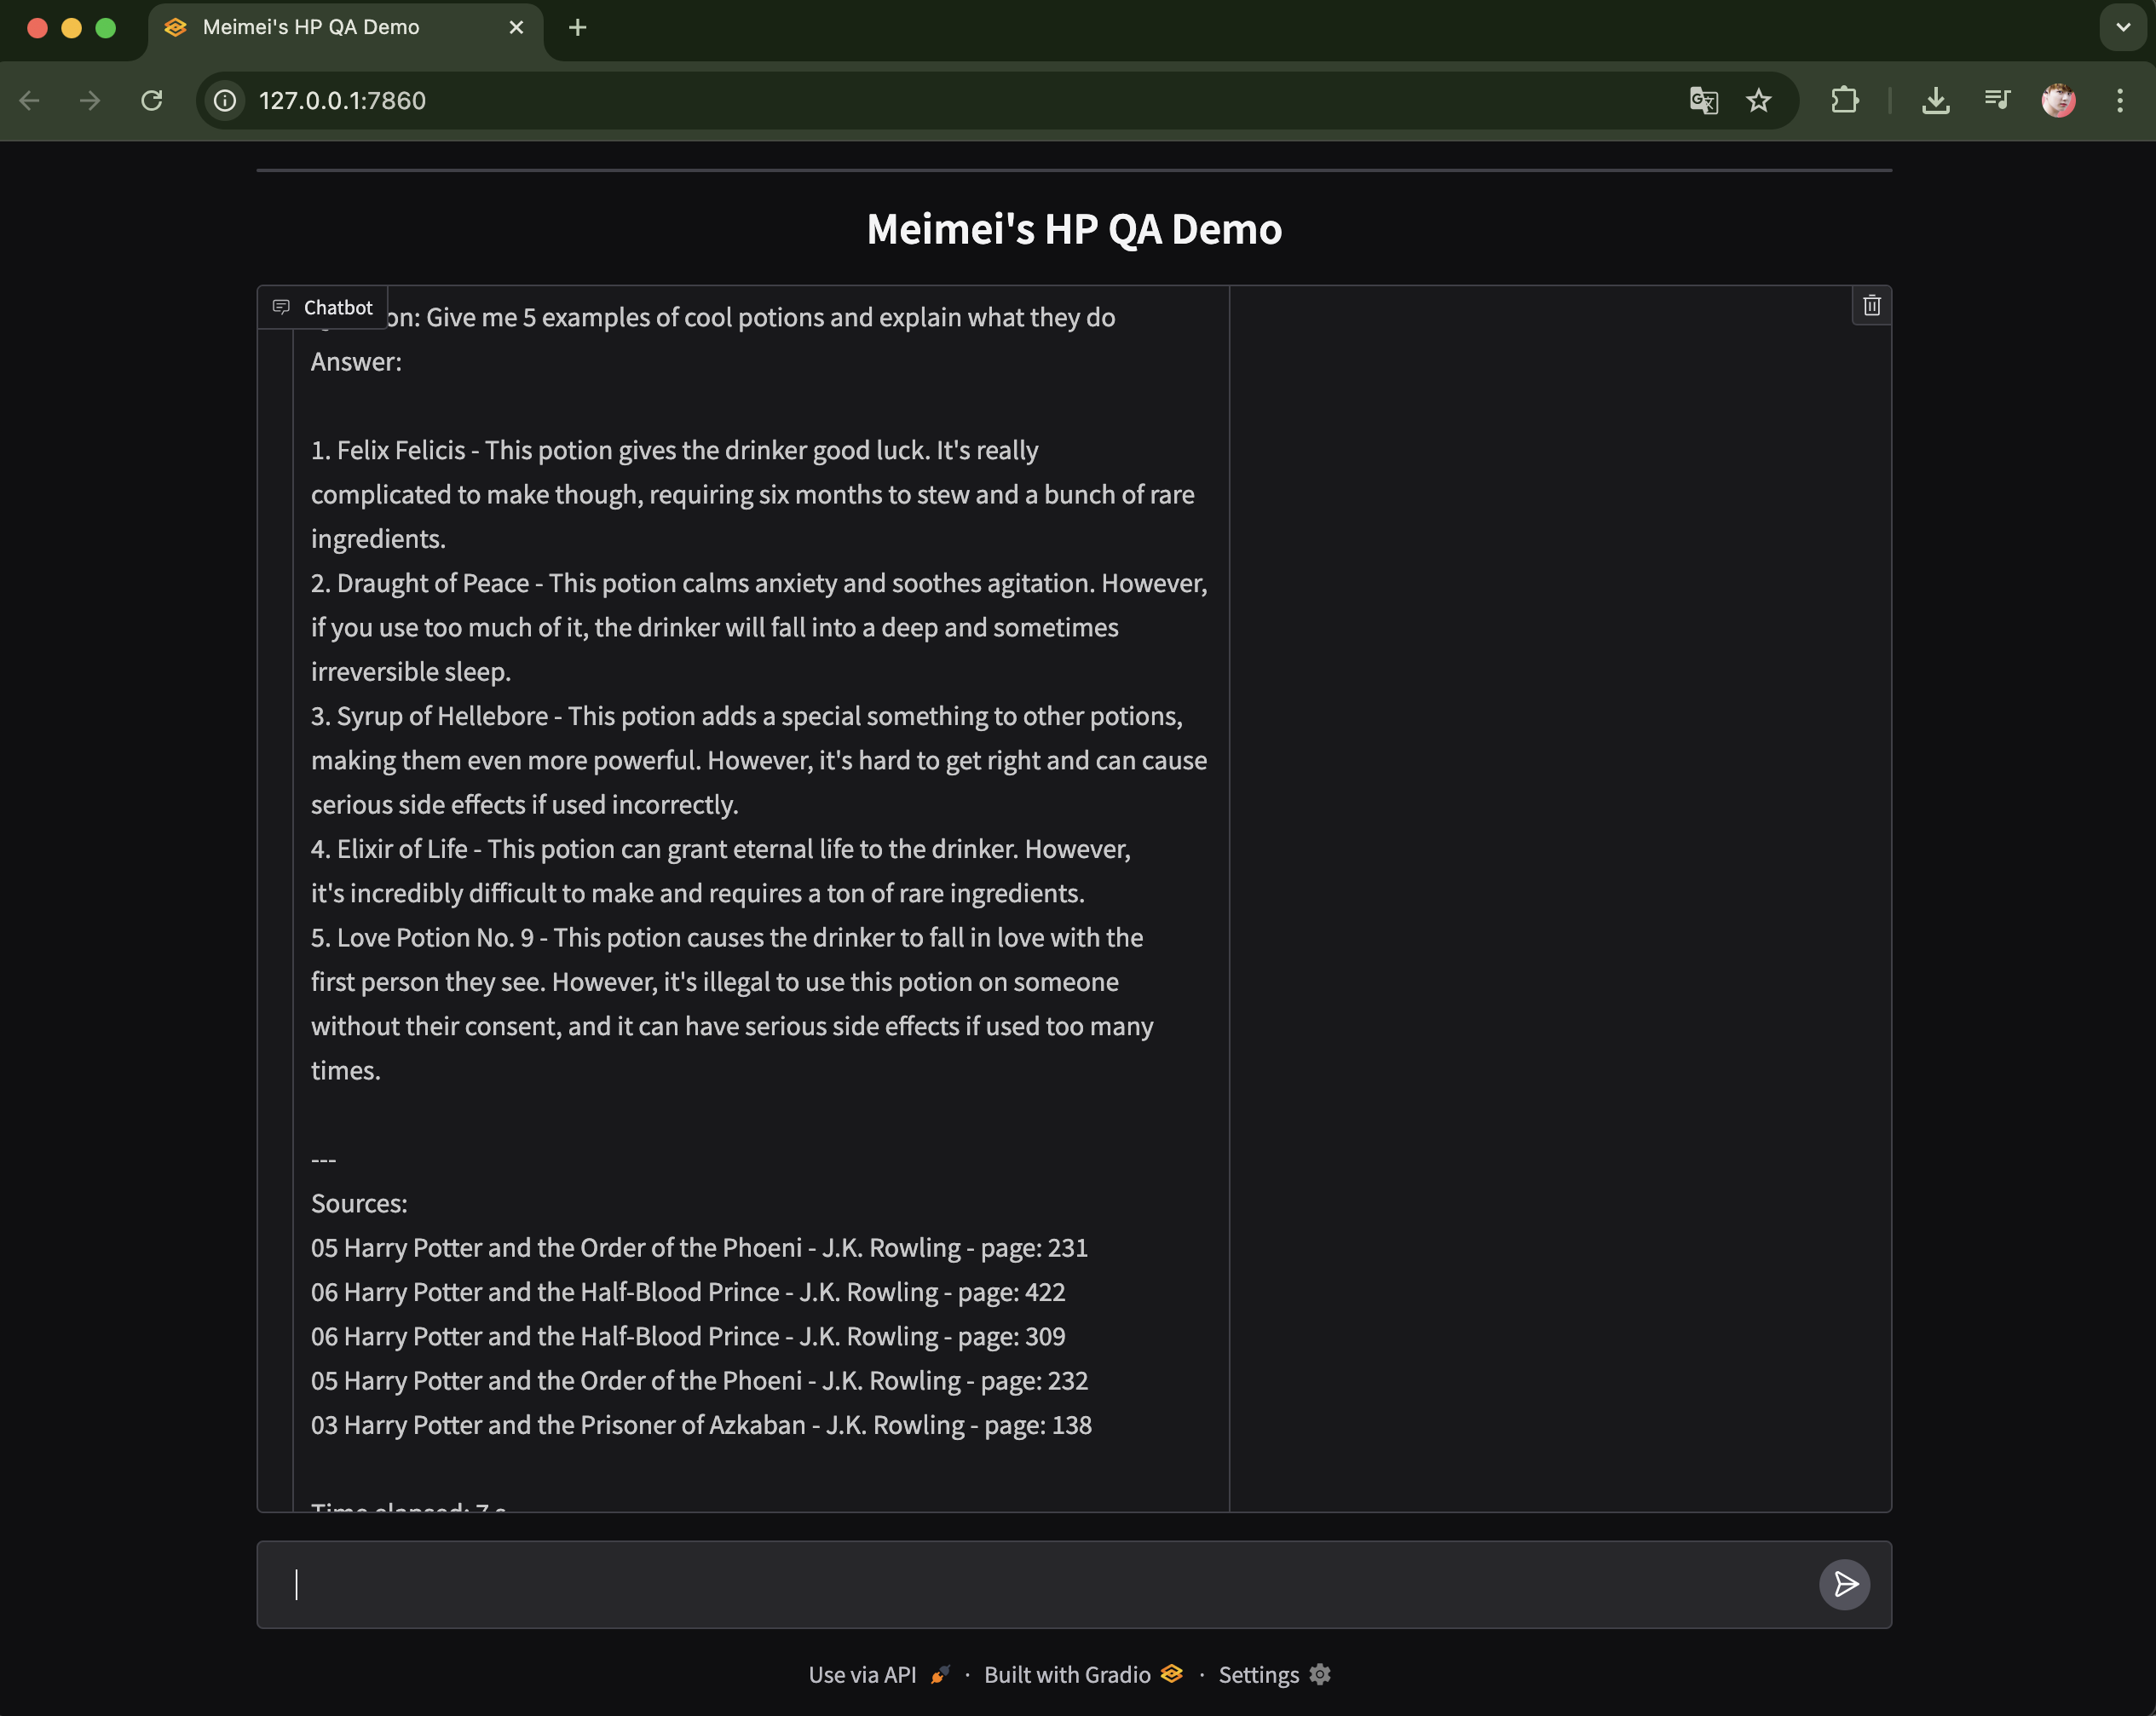 Meimei's HP QA Demo
127.0.0.1:7860
Meimei's HP QA Demo
Chatbot
on: Give me 5 examples of cool potions and explain what they do
Answer:
1. Felix Felicis - This potion gives the drinker good luck. It's really
complicated to make though, requiring six months to stew and a bunch of rare
ingredients.
2. Draught of Peace - This potion calms anxiety and soothes agitation. However,
if you use too much of it, the drinker will fall into a deep and sometimes
irreversible sleep.
3. Syrup of Hellebore - This potion adds a special something to other potions,
making them even more powerful. However, it's hard to get right and can cause
serious side effects if used incorrectly.
4. Elixir of Life - This potion can grant eternal life to the drinker. However,
it's incredibly difficult to make and requires a ton of rare ingredients.
5. Love Potion No. 9 - This potion causes the drinker to fall in love with the
first person they see. However, it's illegal to use this potion on someone
without their consent, and it can have serious side effects if used too many
times.
---
Sources:
05 Harry Potter and the Order of the Phoeni - J.K. Rowling - page: 231
06 Harry Potter and the Half-Blood Prince - J.K. Rowling - page: 422
06 Harry Potter and the Half-Blood Prince - J.K. Rowling - page: 309
05 Harry Potter and the Order of the Phoeni - J.K. Rowling - page: 232
03 Harry Potter and the Prisoner of Azkaban - J.K. Rowling - page: 138
Time elapsed: 7 s
Use via API · Built with Gradio · Settings